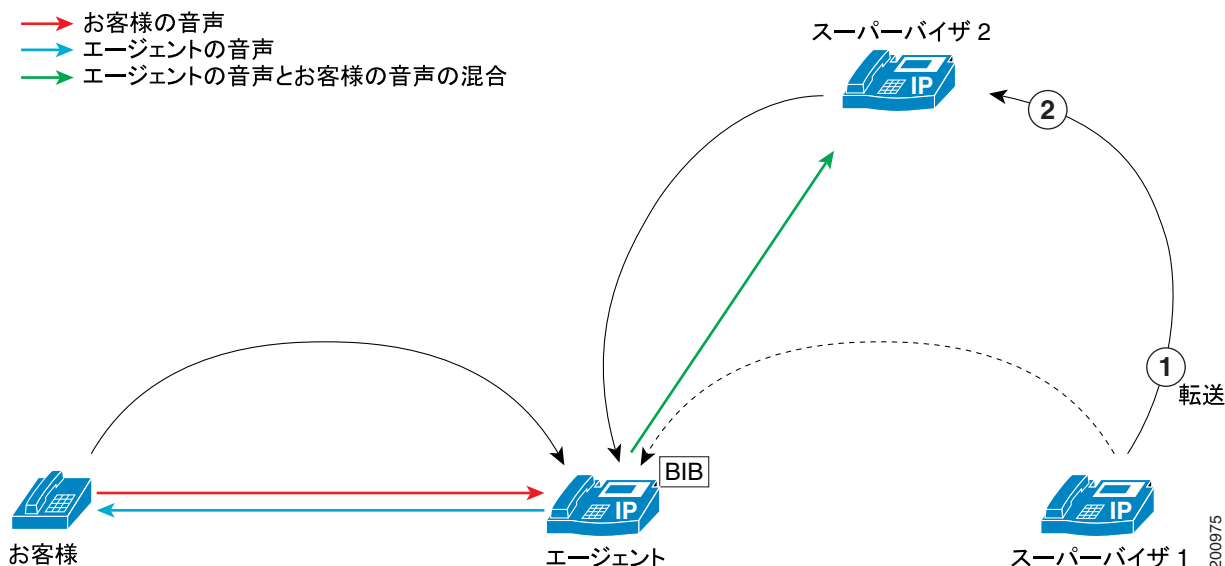 お客様の音声
エージェントの音声
エージェントの音声とお客様の音声の混合
スーパーバイザ 2
IP
2
1
転送
BIB
IP
IP
お客様
エージェント
スーパーバイザ 1
200975